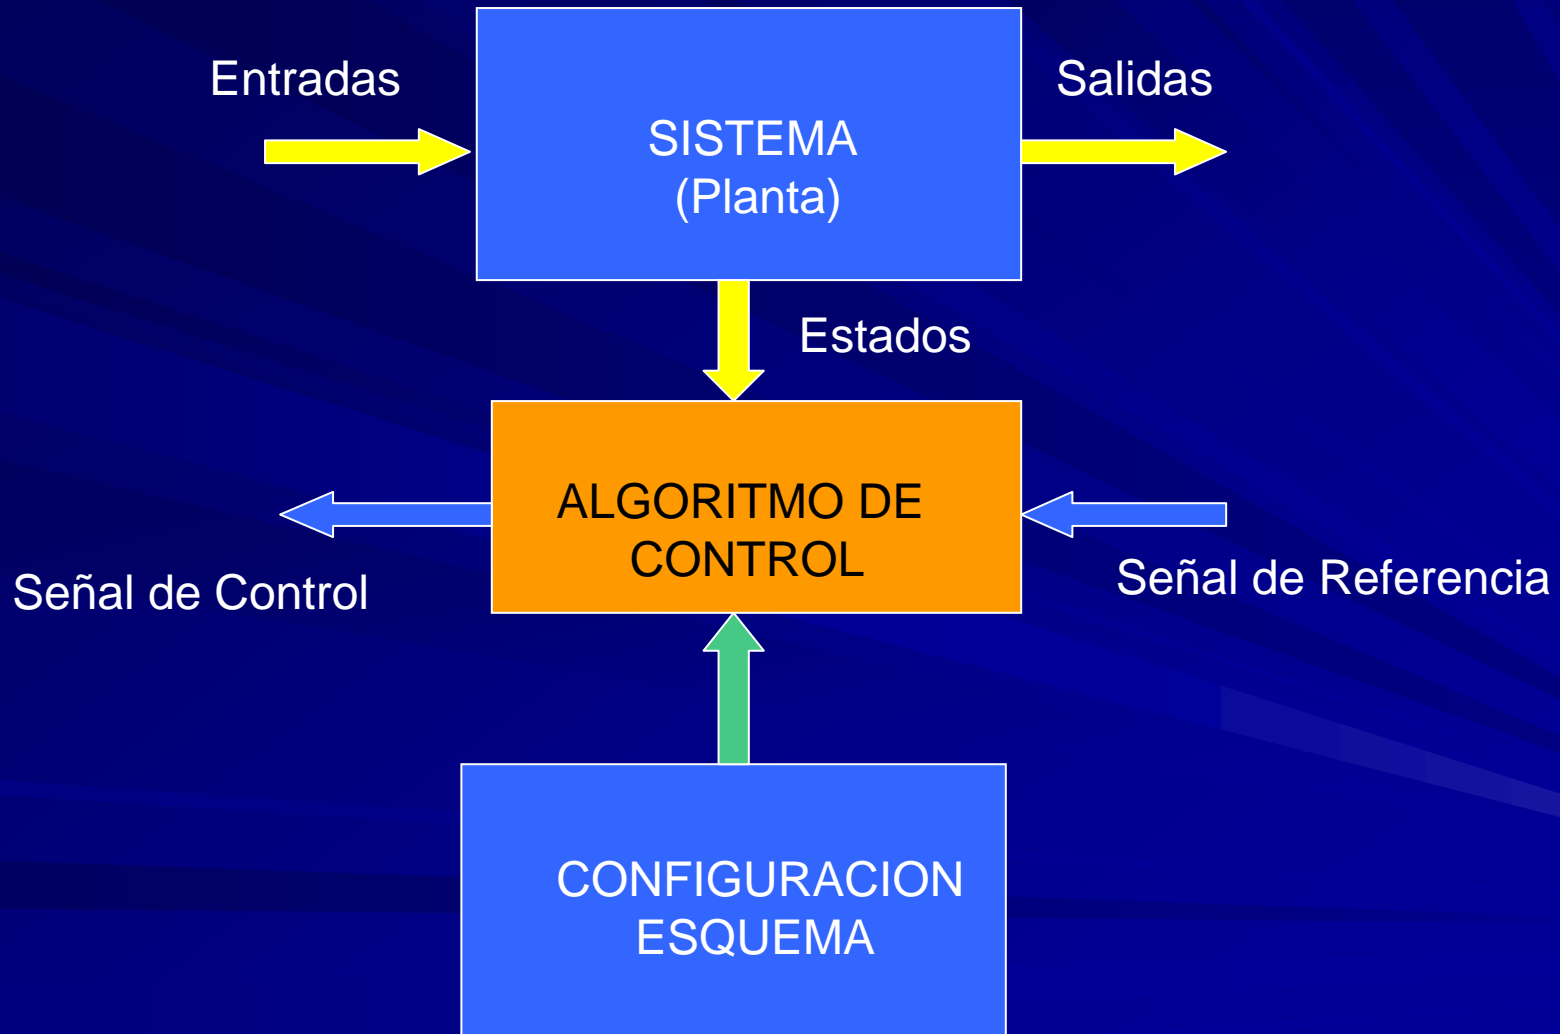 Entradas
Salidas
SISTEMA
(Planta)
Estados
ALGORITMO DE
CONTROL
Señal de Control
Señal de Referencia
CONFIGURACION
ESQUEMA